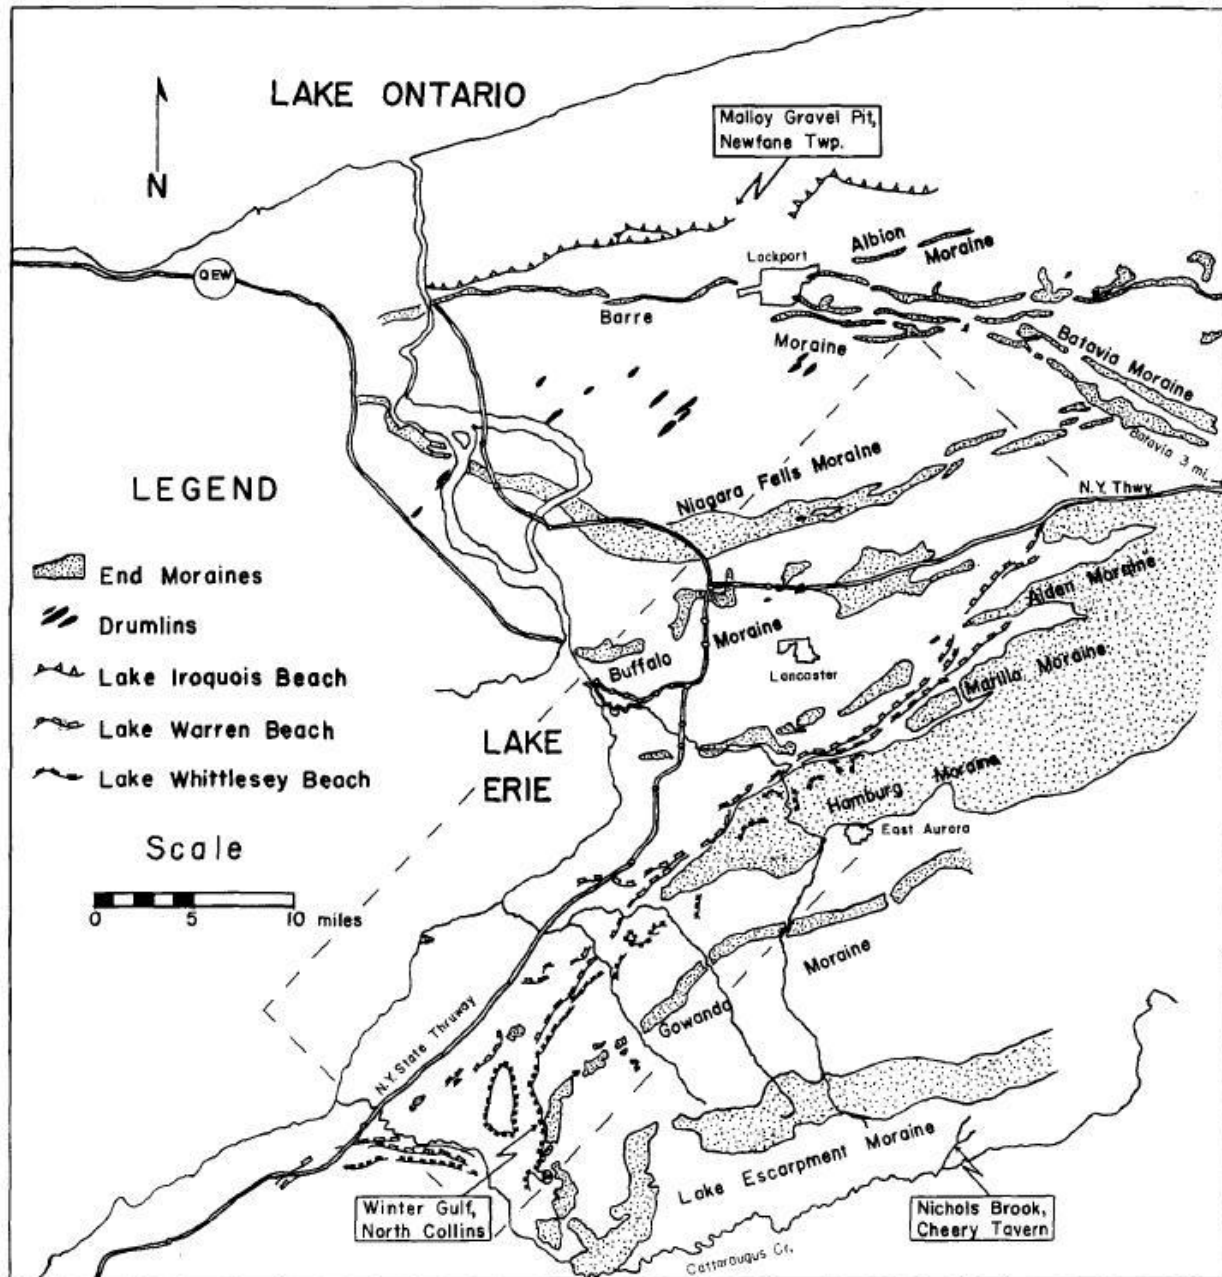 LAKE ONTARIO
N
Malloy Gravel Pit,
Newfane Twp.
QEW
Albion
Moraine
Lockport
Barre
Moraine
Batavia Moraine
Batavia 3 mi.
N.Y. Thwy.
Niagara Fells Moraine
LEGEND
End Moraines
Drumlins
Lake Iroquois Beach
Lake Warren Beach
Lake Whittlesey Beach
Scale
0 5 10 miles
Alden Moraine
Buffalo
Moraine
Lancaster
Marilla Moraine
LAKE
ERIE
Hamburg Moraine
East Aurora
Moraine
Gowanda
N.Y. State Thruway
Lake Escarpment Moraine
Winter Gulf,
North Collins
Nichols Brook,
Cheery Tavern
Cattaraugus Cr.